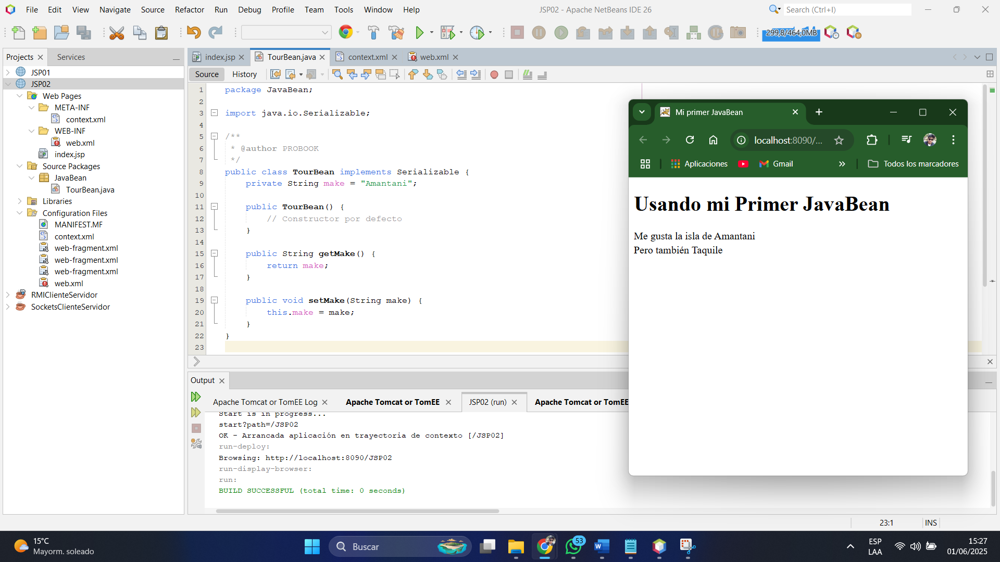 File Edit View Navigate Source Refactor Run Debug Profile Team Tools Window Help
JSP02 - Apache NetBeans IDE 26
Search (Ctrl+I)
299,8/464,0MB
Projects Services
JSP01
JSP02
Web Pages
META-INF
context.xml
WEB-INF
web.xml
index.jsp
Source Packages
JavaBean
TourBean.java
Libraries
Configuration Files
MANIFEST.MF
context.xml
web-fragment.xml
web-fragment.xml
web-fragment.xml
web.xml
RMIClienteServidor
SocketsClienteServidor
index.jsp TourBean.java context.xml web.xml
Source History
1 package JavaBean;
2
3 import java.io.Serializable;
4
5 /**
6 * @author PROBOOK
7 */
8 public class TourBean implements Serializable {
9 private String make = "Amantani";
10
11 public TourBean() {
12 // Constructor por defecto
13 }
14
15 public String getMake() {
16 return make;
17 }
18
19 public void setMake(String make) {
20 this.make = make;
21 }
22 }
23
Mi primer JavaBean
localhost:8090/...
Aplicaciones Gmail » Todos los marcadores
Usando mi Primer JavaBean
Me gusta la isla de Amantani
Pero también Taquile
Output
Apache Tomcat or TomEE Log Apache Tomcat or TomEE JSP02 (run) Apache Tomcat or TomEE
Start is in progress...
start?path=/JSP02
OK - Arrancada aplicación en trayectoria de contexto [/JSP02]
run-deploy:
Browsing: http://localhost:8090/JSP02
run-display-browser:
run:
BUILD SUCCESSFUL (total time: 0 seconds)
23:1 INS
15°C
Mayorm. soleado
Buscar
53
ESP
LAA
15:27
01/06/2025